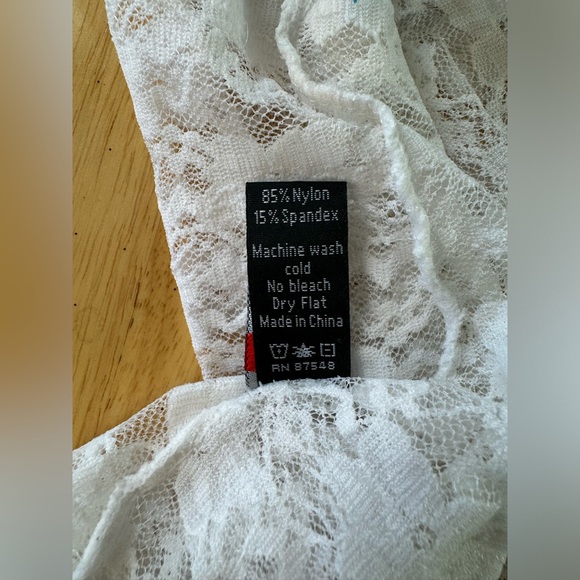 85% Nylon
15% Spandex
Machine wash
cold
No bleach
Dry Flat
Made in China
RN 87548